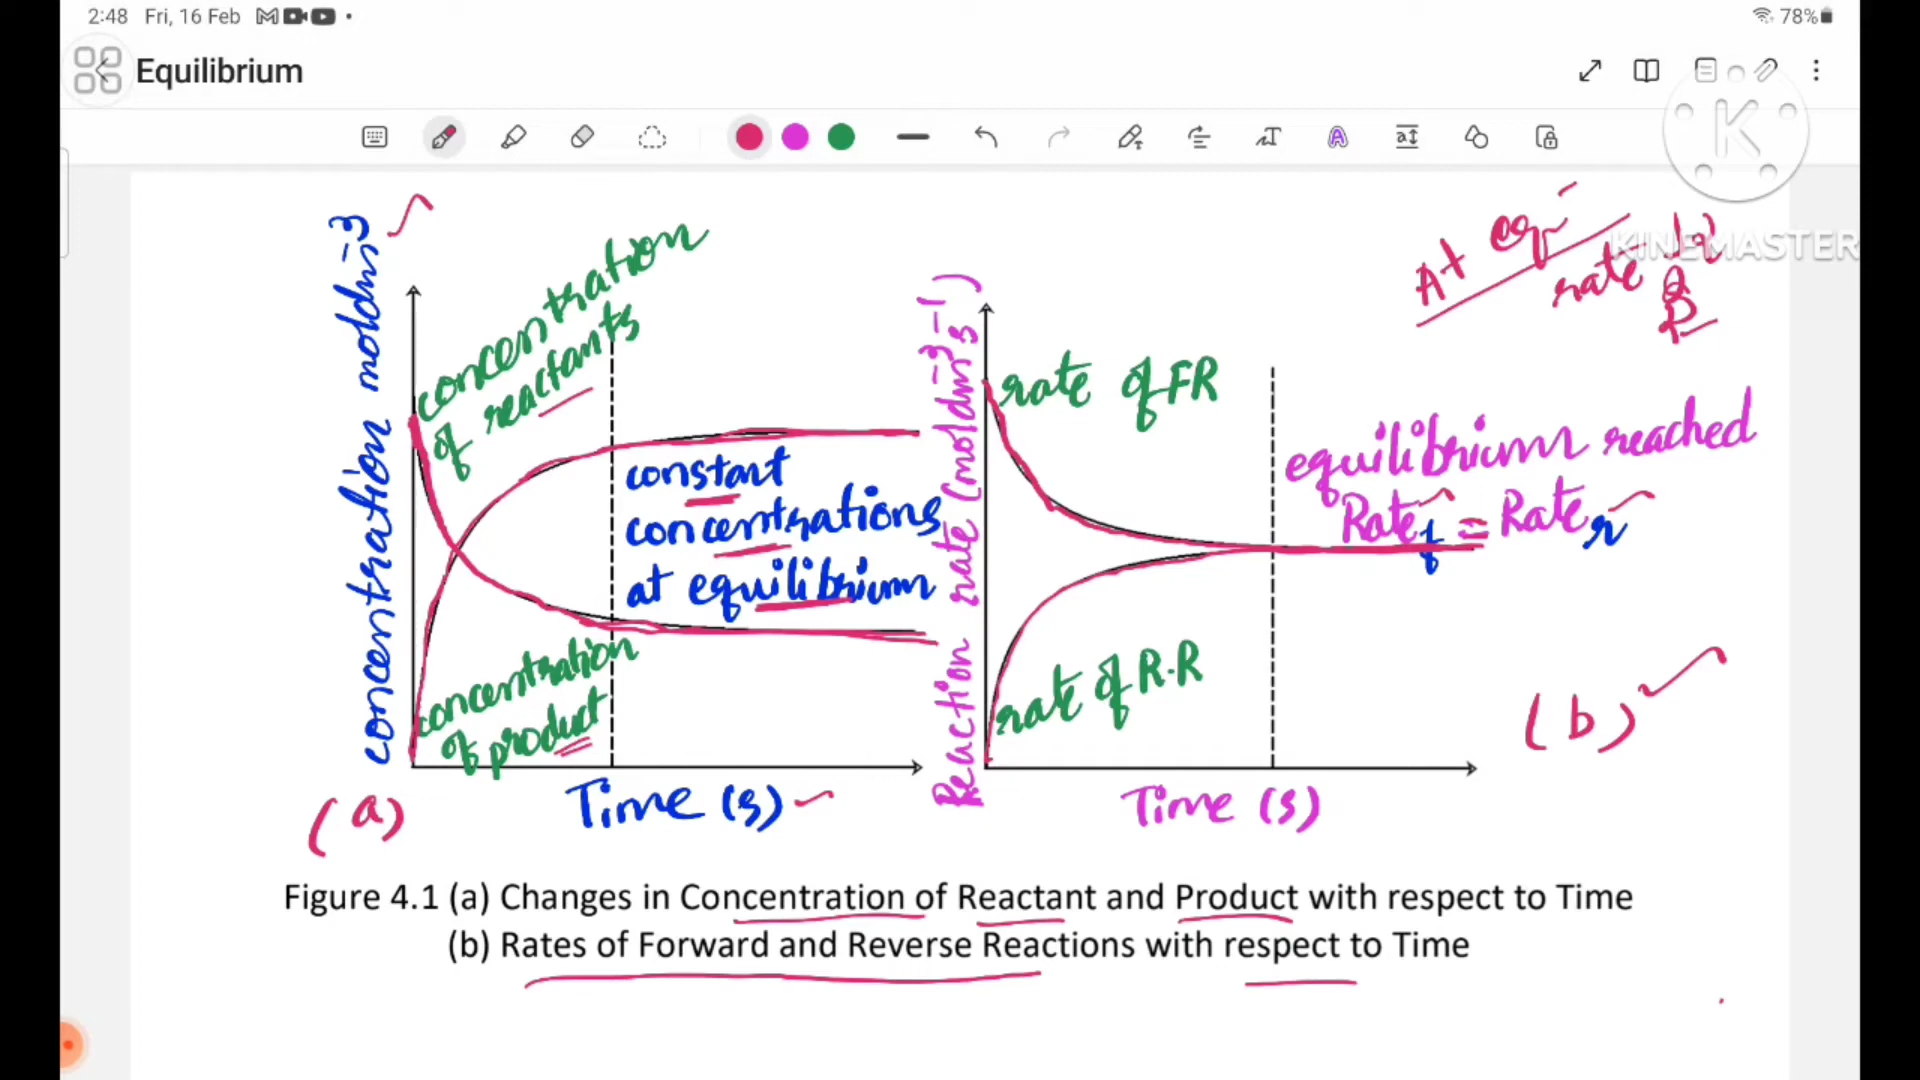 2:48 Fri, 16 Feb
78%
Equilibrium
K
KINEMASTER
At eq
rate
concentration moldm-3
concentration
of reactants
constant
concentrations
at equilibrium
concentration
of product
Time (s)
(a)
Reaction rate (moldm-3 s-1)
rate of FR
equilibrium reached
Rate f = Rate r
rate of R.R
Time (s)
(b)
Figure 4.1 (a) Changes in Concentration of Reactant and Product with respect to Time
(b) Rates of Forward and Reverse Reactions with respect to Time